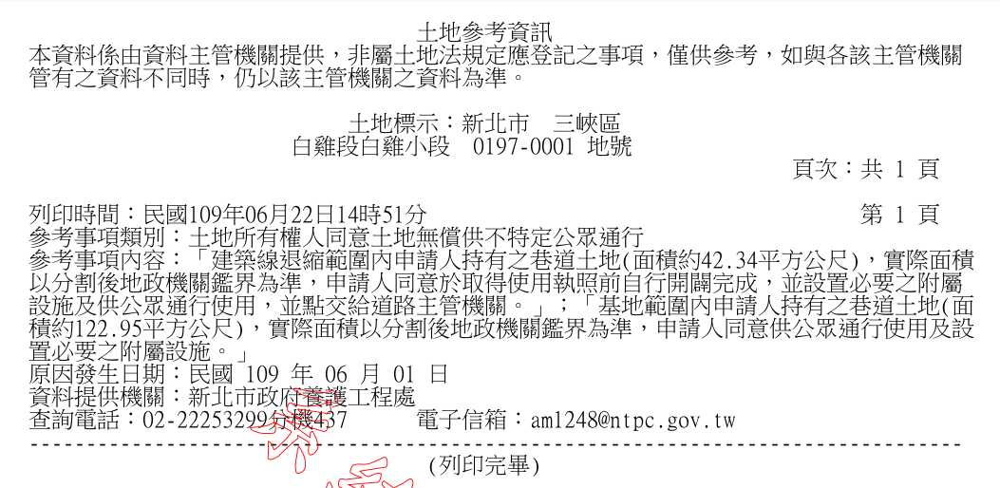 土地參考資訊
本資料係由資料主管機關提供，非屬土地法規定應登記之事項，僅供參考，如與各該主管機關
管有之資料不同時，仍以該主管機關之資料為準。
土地標示：新北市　三峽區
白雞段白雞小段　0197-0001 地號
頁次：共 1 頁
列印時間：民國109年06月22日14時51分　第 1 頁
參考事項類別：土地所有權人同意土地無償供不特定公眾通行
參考事項內容：「建築線退縮範圍內申請人持有之巷道土地(面積約42.34平方公尺)，實際面積
以分割後地政機關鑑界為準，申請人同意於取得使用執照前自行開闢完成，並設置必要之附屬
設施及供公眾通行使用，並點交給道路主管機關。」；「基地範圍內申請人持有之巷道土地(面
積約122.95平方公尺)，實際面積以分割後地政機關鑑界為準，申請人同意供公眾通行使用及設
置必要之附屬設施。」
原因發生日期：民國 109 年 06 月 01 日
資料提供機關：新北市政府養護工程處
查詢電話：02-22253299分機437　電子信箱：am1248@ntpc.gov.tw
(列印完畢)